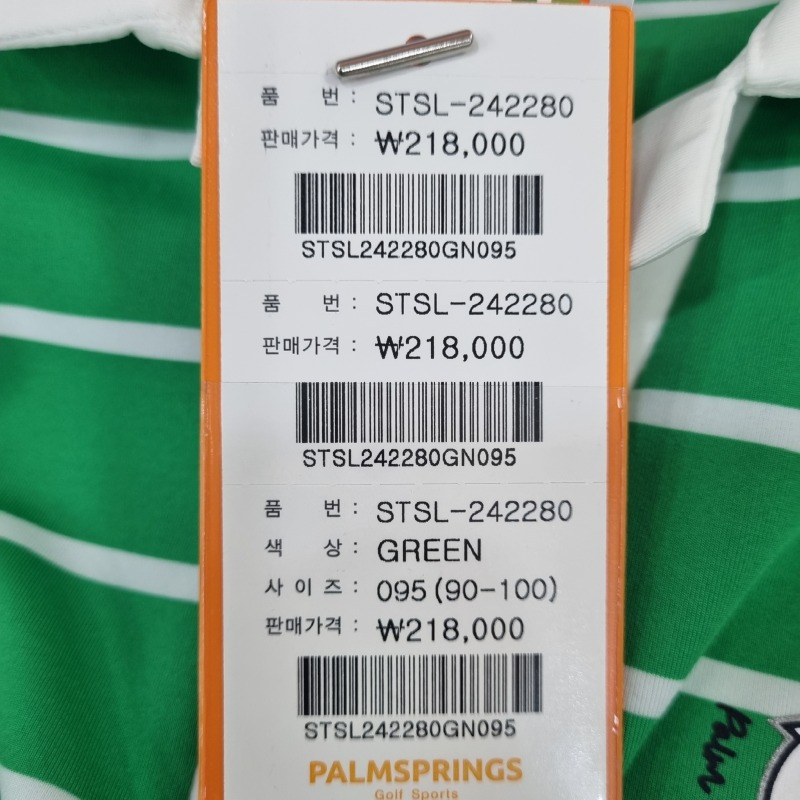 품 번 : STSL-242280
판매가격 : ₩218,000
STSL242280GN095
품 번 : STSL-242280
판매가격 : ₩218,000
STSL242280GN095
품 번 : STSL-242280
색 상 : GREEN
사 이 즈 : 095(90-100)
판매가격 : ₩218,000
STSL242280GN095
PALMSPRINGS
Golf Sports
Palm